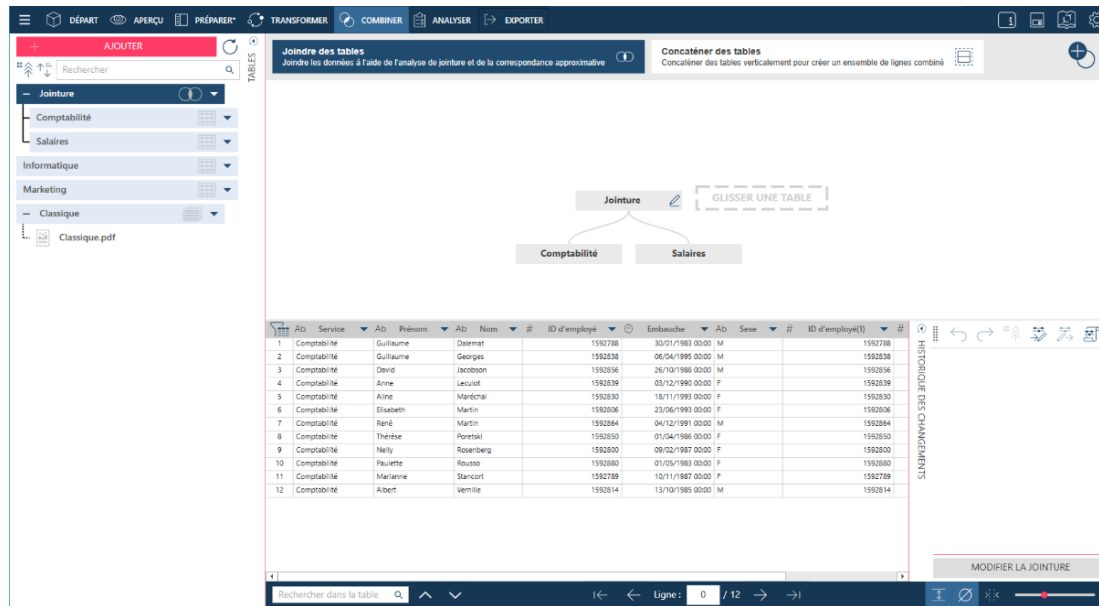 DÉPART APERÇU PRÉPARER* TRANSFORMER COMBINER ANALYSER EXPORTER
AJOUTER
Rechercher
TABLES
Jointure
Comptabilité
Salaires
Informatique
Marketing
Classique
Classique.pdf
Joindre des tables
Joindre les données à l'aide de l'analyse de jointure et de la correspondance approximative
Concaténer des tables
Concaténer des tables verticalement pour créer un ensemble de lignes combiné
Jointure
GLISSER UNE TABLE
Comptabilité Salaires
Ab Service Ab Prénom Ab Nom # ID d'employé Embauche Ab Sexe # ID d'employé(1) #
1 Comptabilité Guillaume Dalemat 1592788 30/01/1983 00:00 M 1592788
2 Comptabilité Guillaume Georges 1592838 06/04/1995 00:00 M 1592838
3 Comptabilité David Jacobson 1592856 26/10/1988 00:00 M 1592856
4 Comptabilité Anne Leculot 1592839 03/12/1990 00:00 F 1592839
5 Comptabilité Aline Maréchal 1592830 18/11/1993 00:00 F 1592830
6 Comptabilité Elisabeth Martin 1592806 23/06/1993 00:00 F 1592806
7 Comptabilité René Martin 1592864 04/12/1991 00:00 M 1592864
8 Comptabilité Thérèse Poretski 1592850 01/04/1986 00:00 F 1592850
9 Comptabilité Nelly Rosenberg 1592800 09/02/1987 00:00 F 1592800
10 Comptabilité Paulette Rousso 1592880 01/05/1983 00:00 F 1592880
11 Comptabilité Marianne Stancort 1592789 10/11/1987 00:00 F 1592789
12 Comptabilité Albert Vernille 1592814 13/10/1985 00:00 M 1592814
HISTORIQUE DES CHANGEMENTS
MODIFIER LA JOINTURE
Rechercher dans la table
Ligne : 0 / 12